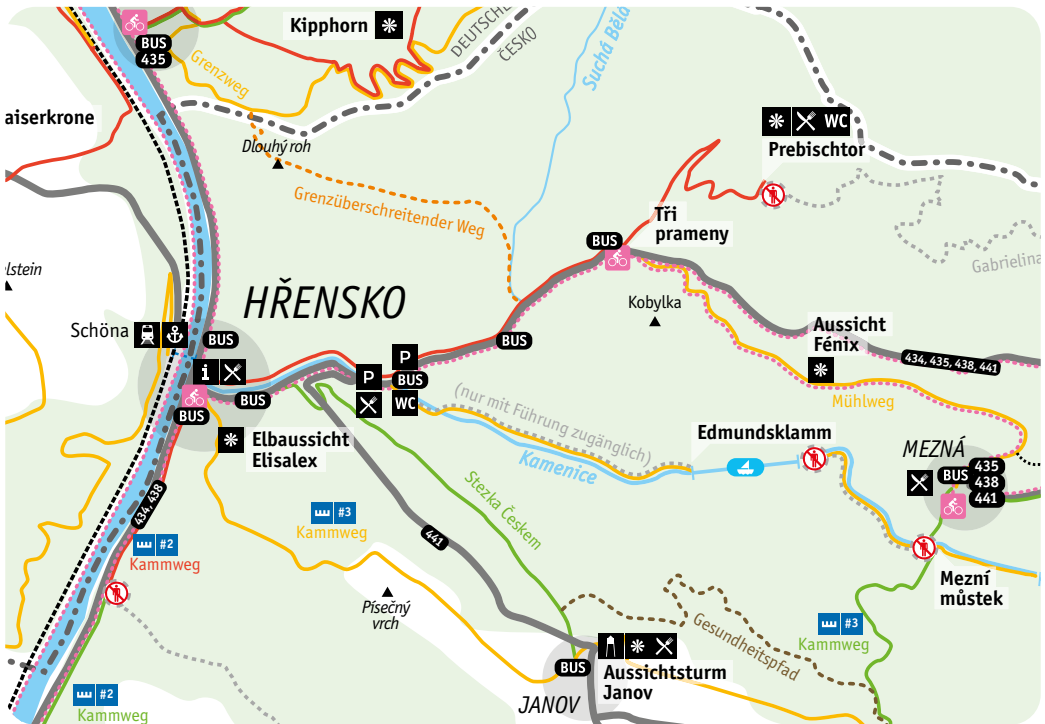 Kipphorn
BUS
435
DEUTSCHE
ČESKO
Grenzweg
Suchá Bělá
aiserkrone
Dlouhý roh
WC
Prebischtor
Grenzüberschreitender Weg
Tři
prameny
BUS
Gabrielina
lstein
HŘENSKO
Kobylka
Schöna
BUS
BUS
Aussicht
Fénix
434, 435, 438, 441
i
P
P
BUS
WC
BUS
BUS
(nur mit Führung zugänglich)
Mühlweg
Elbaussicht
Elisalex
Kamenice
Edmundsklamm
MEZNÁ
BUS
435
438
441
434, 438
Stezka Českem
#3
Kammweg
441
#2
Kammweg
Písečný
vrch
Mezní
můstek
Gesundheitspfad
#3
Kammweg
BUS
Aussichtsturm
Janov
JANOV
#2
Kammweg